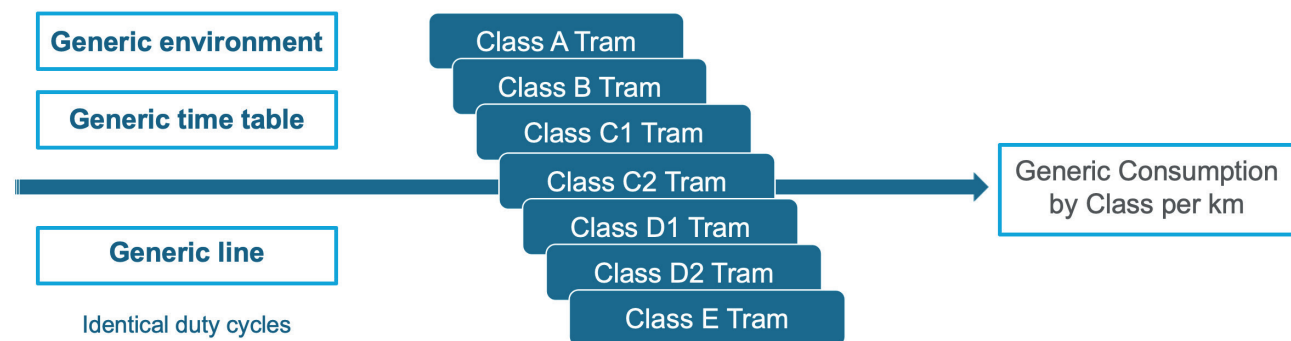 Generic environment
Generic time table
Generic line
Identical duty cycles
Class A Tram
Class B Tram
Class C1 Tram
Class C2 Tram
Class D1 Tram
Class D2 Tram
Class E Tram
Generic Consumption
by Class per km